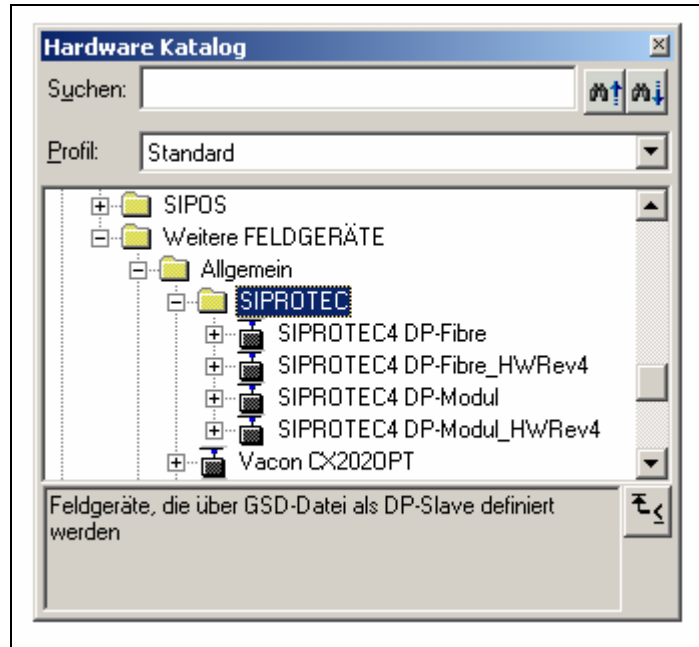 Hardware Katalog
Suchen:
Profil: Standard
SIPOS
Weitere FELDGERÄTE
Allgemein
SIPROTEC
SIPROTEC4 DP-Fibre
SIPROTEC4 DP-Fibre_HWRev4
SIPROTEC4 DP-Modul
SIPROTEC4 DP-Modul_HWRev4
Vacon CX202OPT
Feldgeräte, die über GSD-Datei als DP-Slave definiert
werden